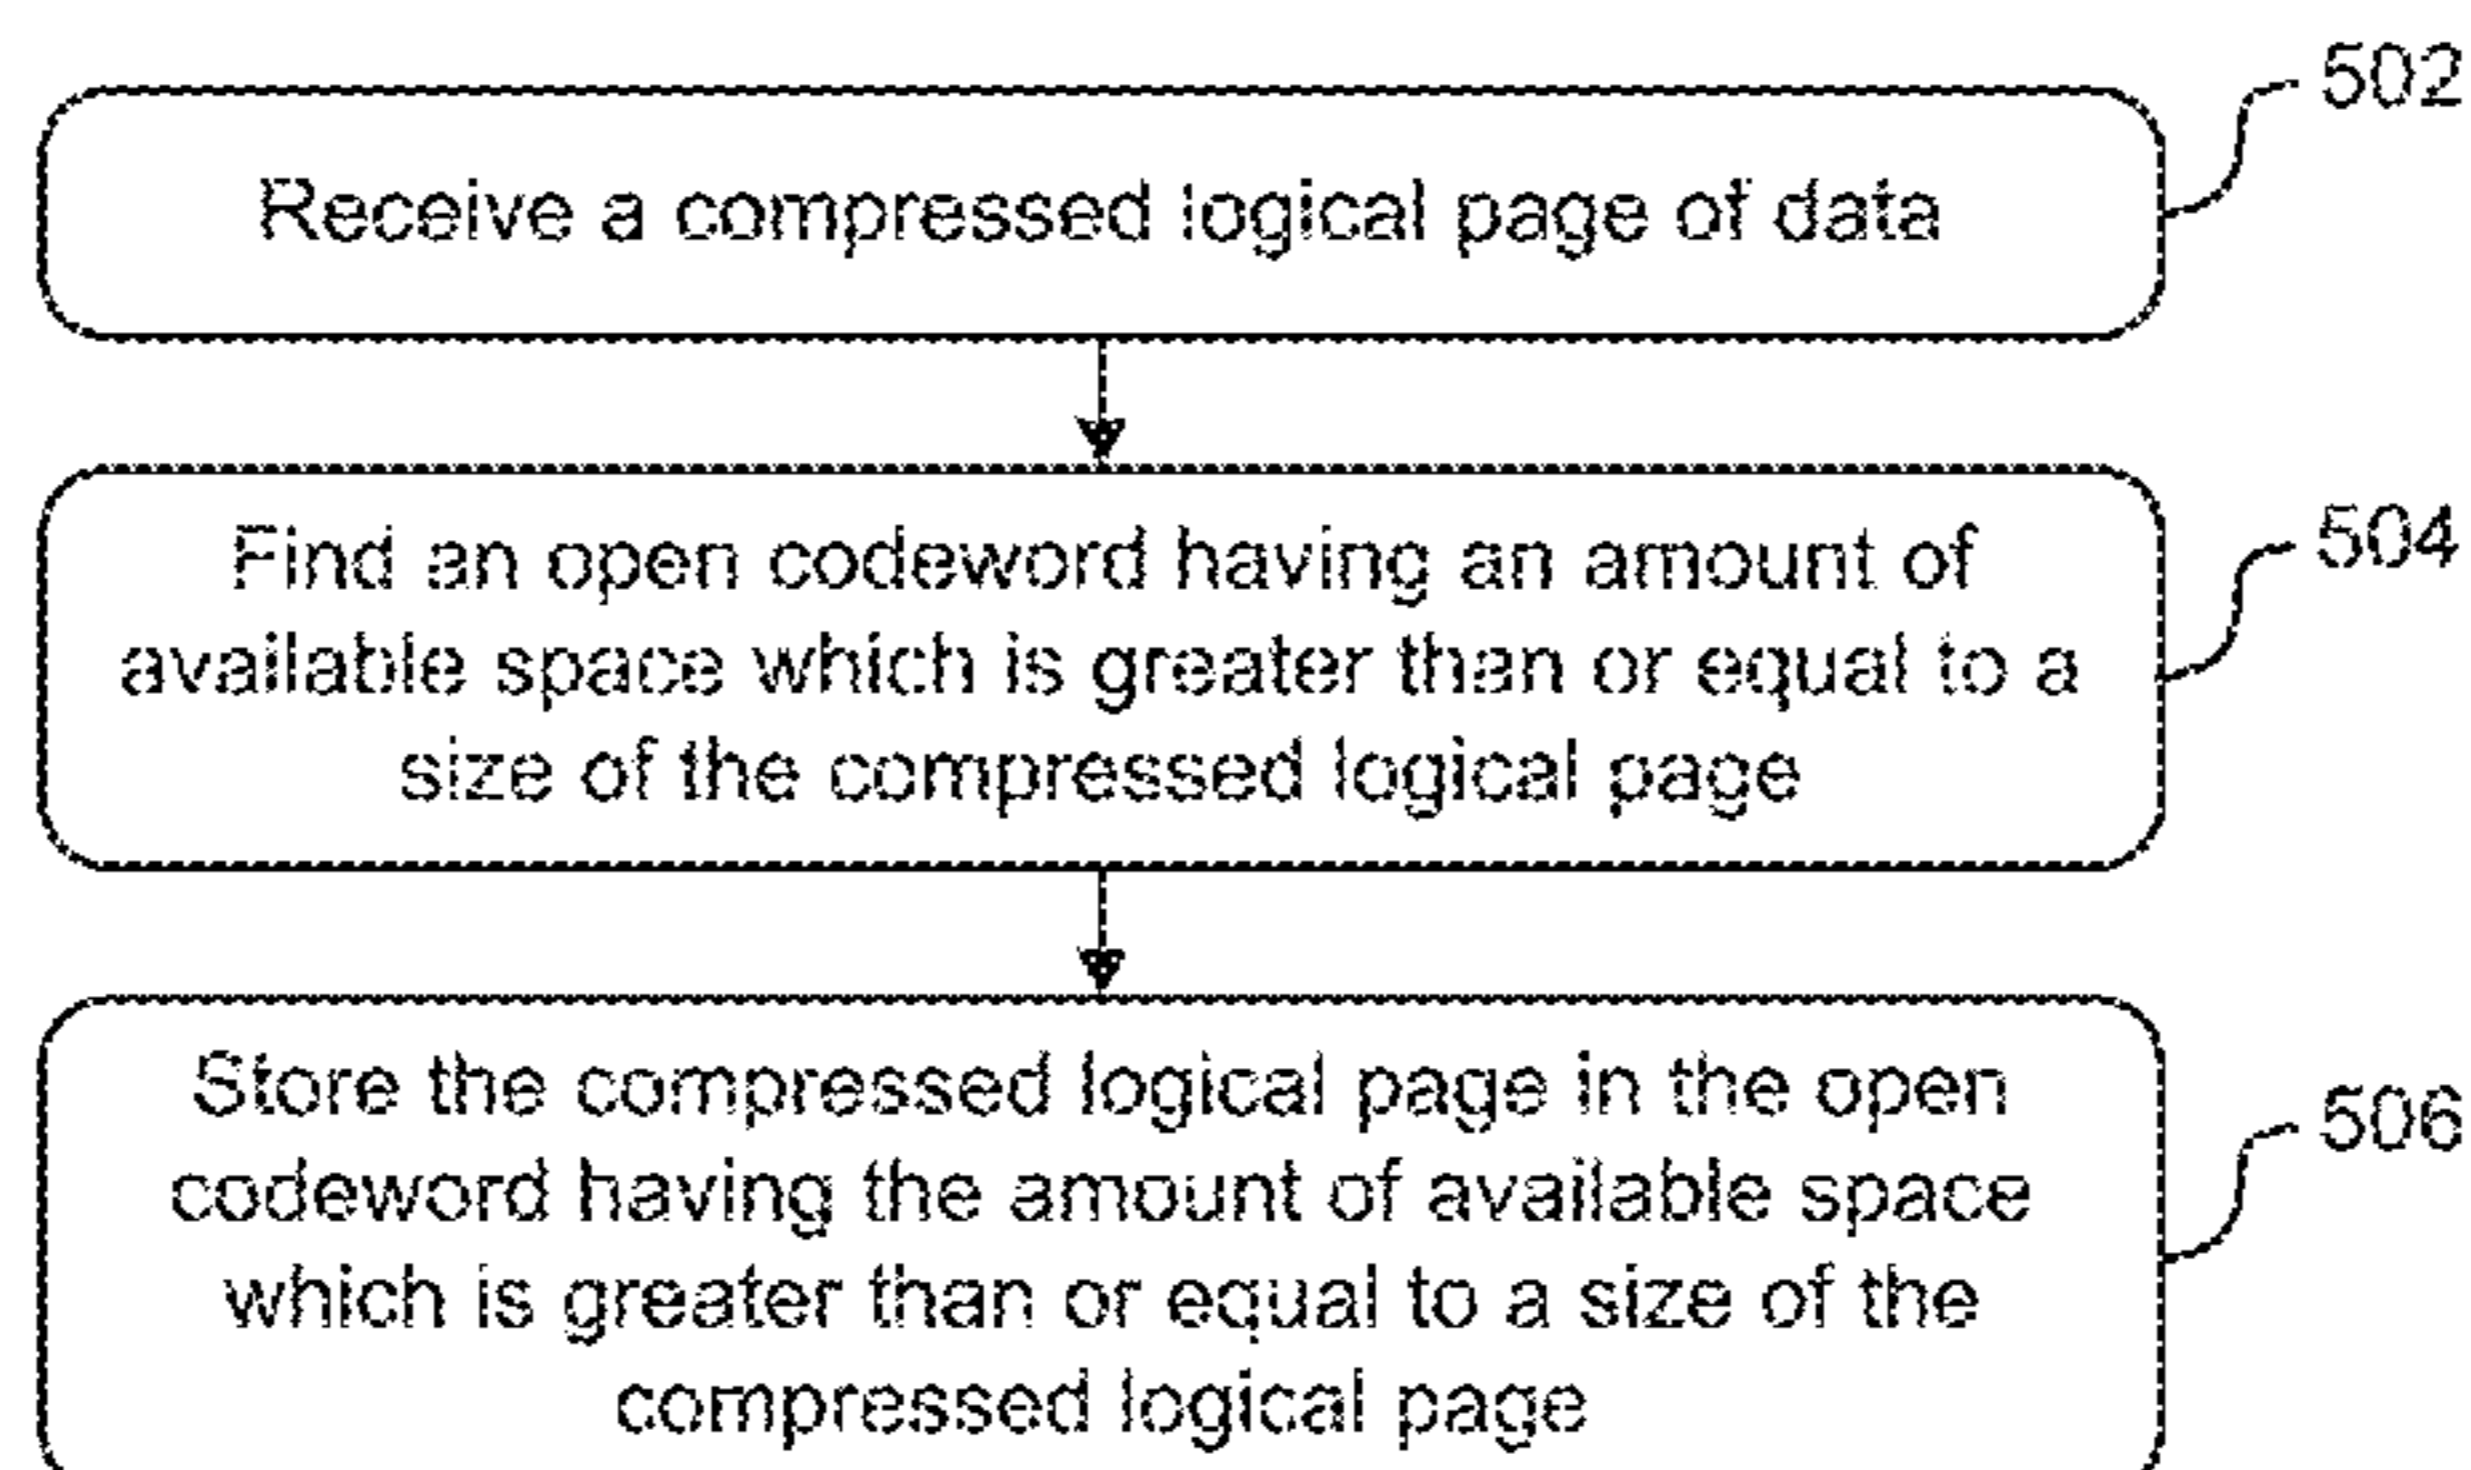 502
Receive a compressed logical page of data
Find an open codeword having an amount of
504
available space which is greater than or equal to a
size of the compressed logical page
Store the compressed logical page in the open
506
codeword having the amount of available space
which is greater than or equal to a size of the
compressed logical page